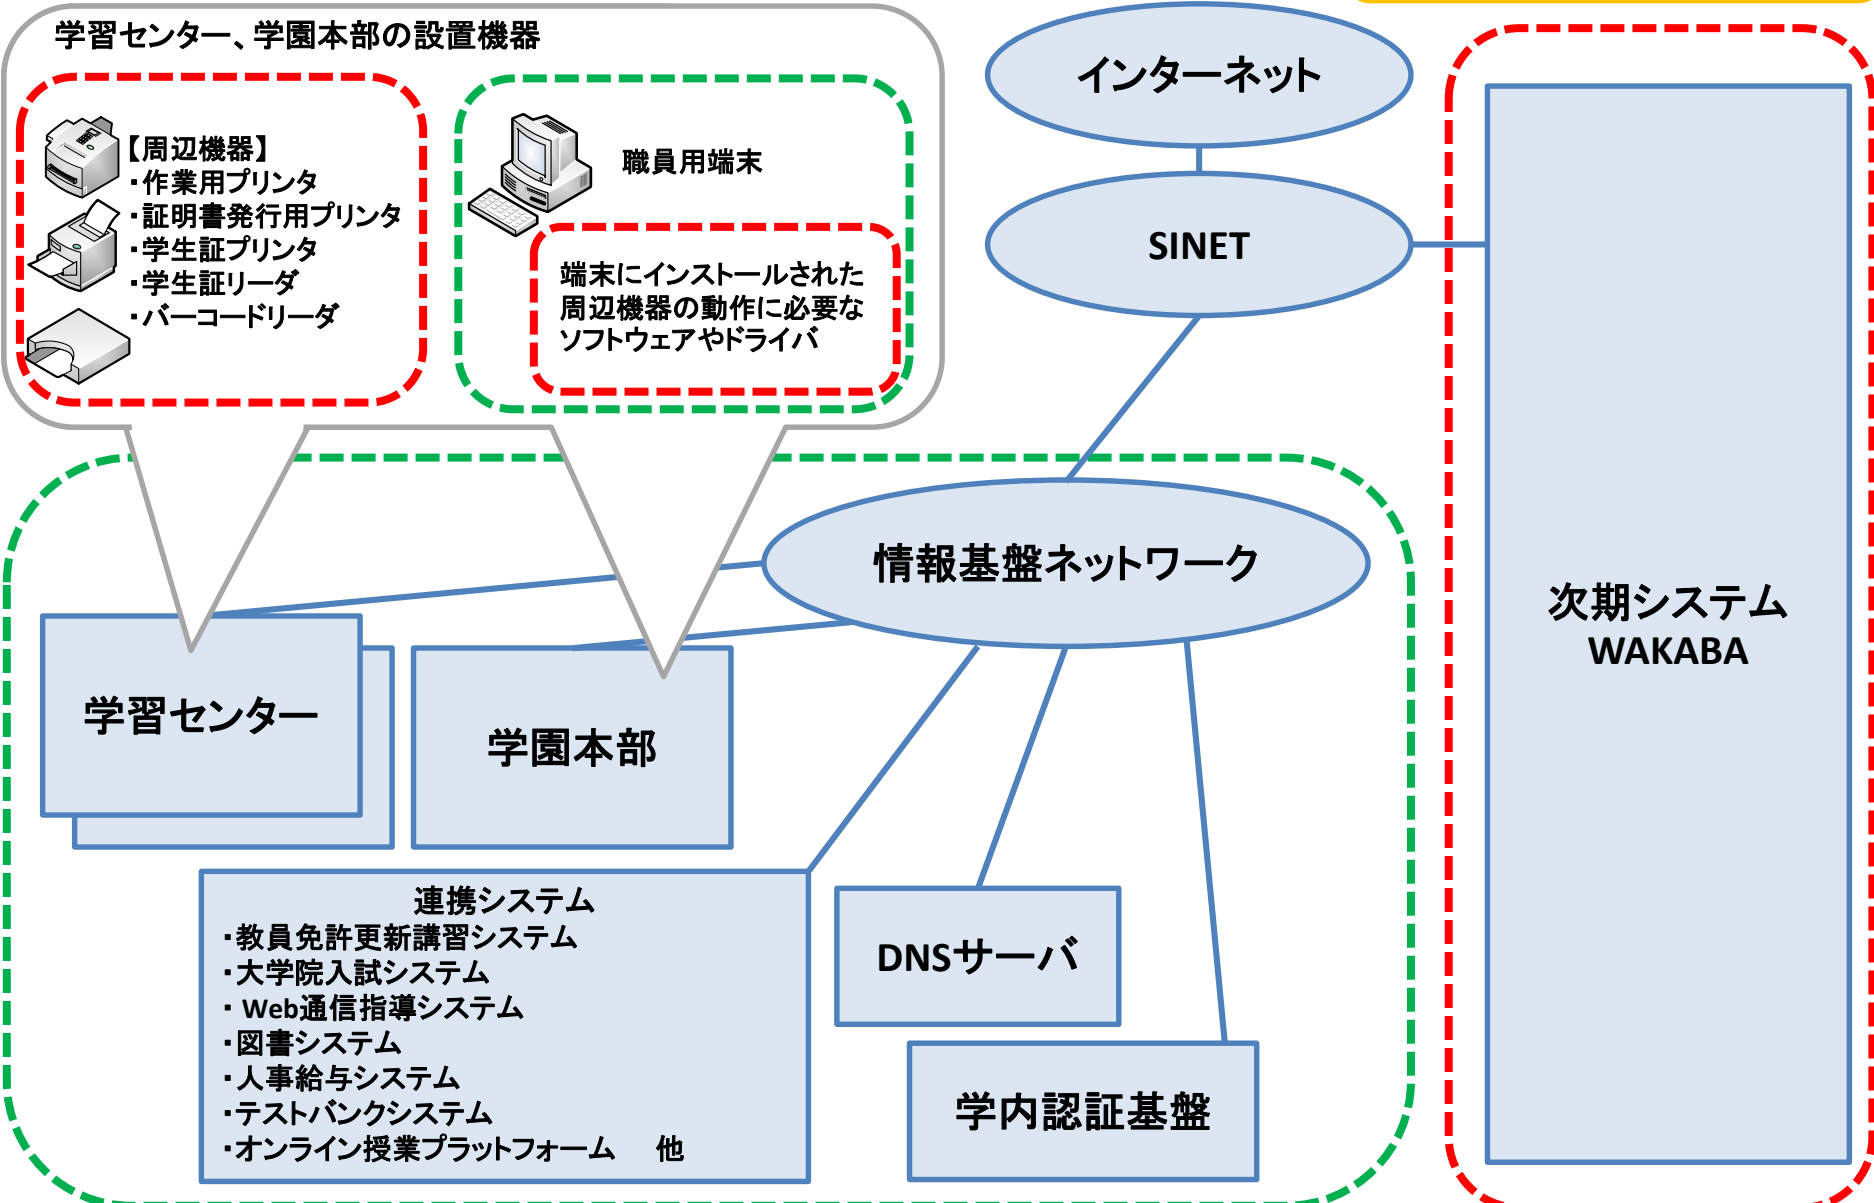 学習センター、学園本部の設置機器
【周辺機器】
・作業用プリンタ
・証明書発行用プリンタ
・学生証プリンタ
・学生証リーダ
・バーコードリーダ
職員用端末
端末にインストールされた
周辺機器の動作に必要な
ソフトウェアやドライバ
インターネット
SINET
情報基盤ネットワーク
次期システム
WAKABA
学習センター
学園本部
連携システム
・教員免許更新講習システム
・大学院入試システム
・Web通信指導システム
・図書システム
・人事給与システム
・テストバンクシステム
・オンライン授業プラットフォーム　他
DNSサーバ
学内認証基盤